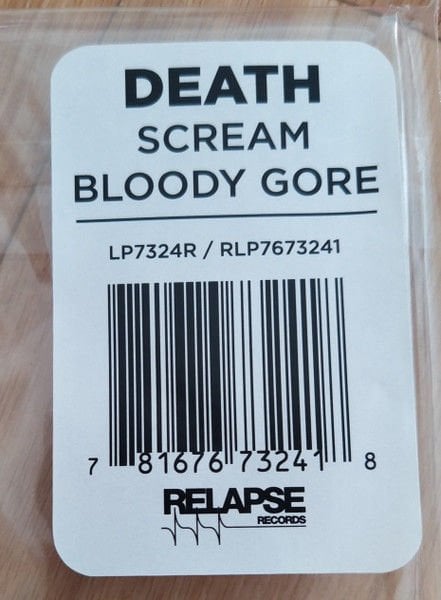 DEATH
SCREAM
BLOODY GORE
LP7324R / RLP7673241
7 81676 73241 8
RELAPSE
RECORDS